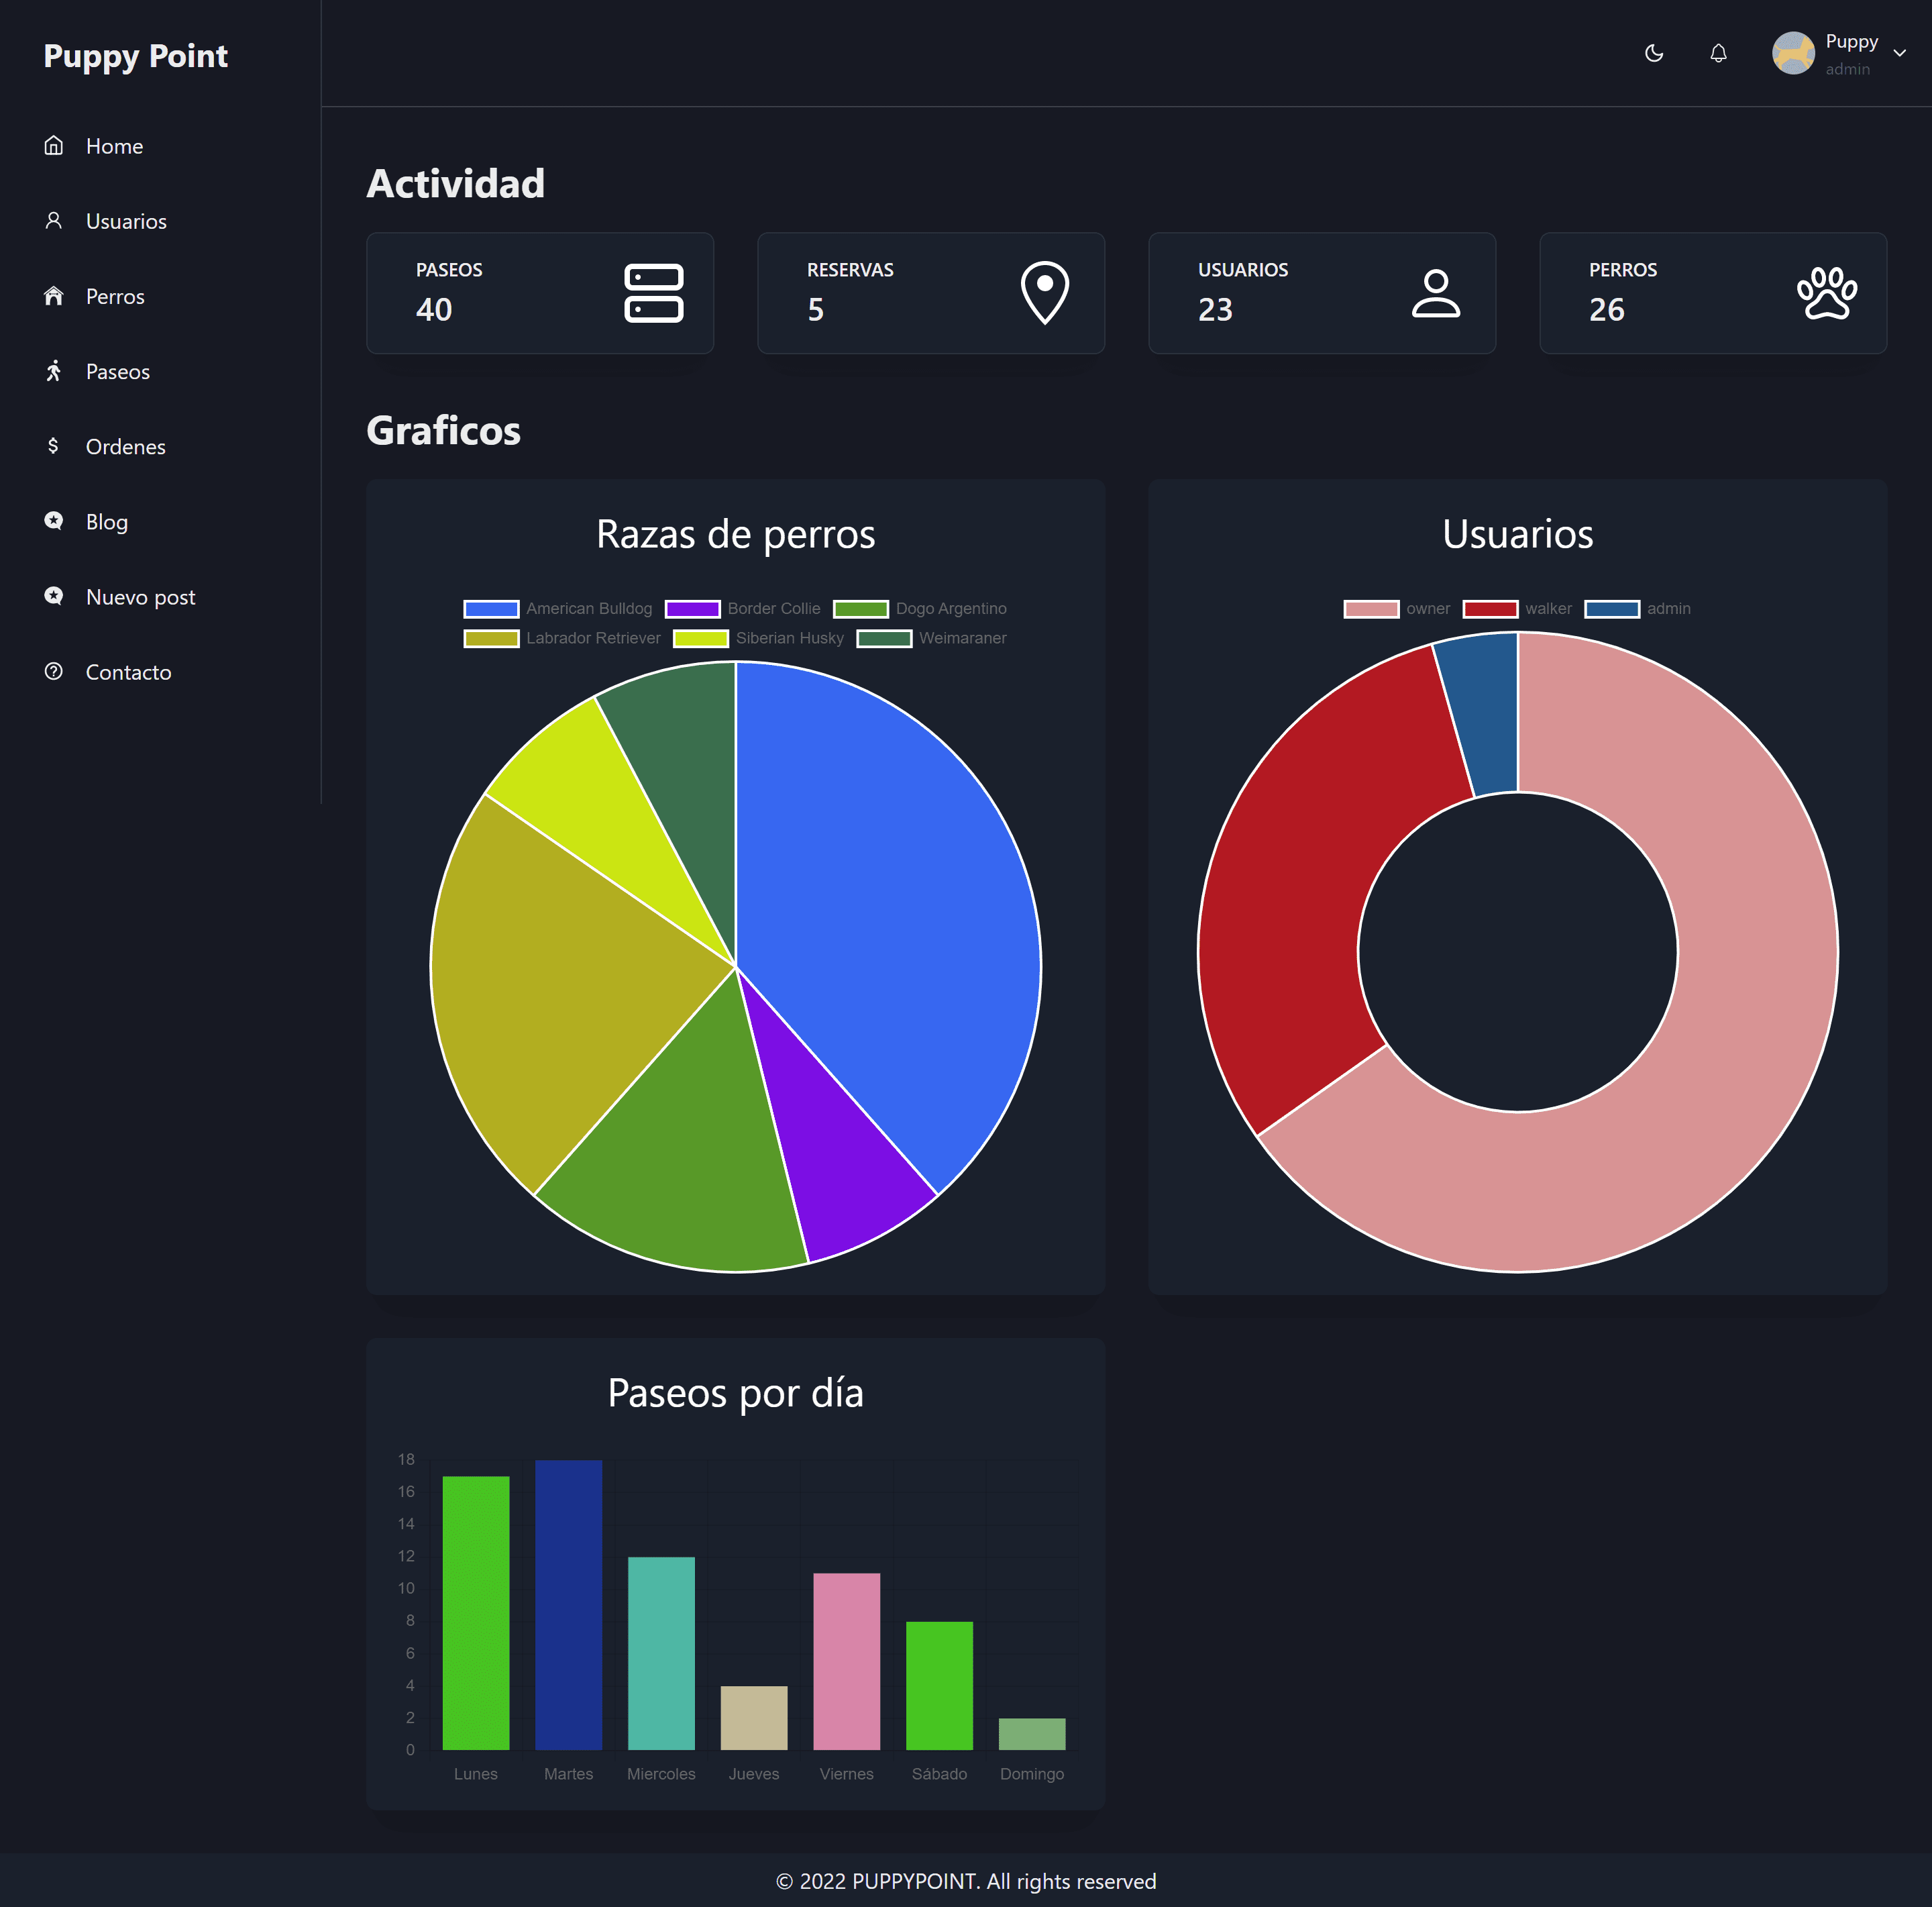 Puppy Point
Home
Usuarios
Perros
Paseos
Ordenes
Blog
Nuevo post
Contacto
Puppy
admin
Actividad
PASEOS
40
RESERVAS
5
USUARIOS
23
PERROS
26
Graficos
Razas de perros
American Bulldog Border Collie Dogo Argentino
Labrador Retriever Siberian Husky Weimaraner
Usuarios
owner walker admin
Paseos por día
18
16
14
12
10
8
6
4
2
0
Lunes Martes Miercoles Jueves Viernes Sábado Domingo
© 2022 PUPPYPOINT. All rights reserved